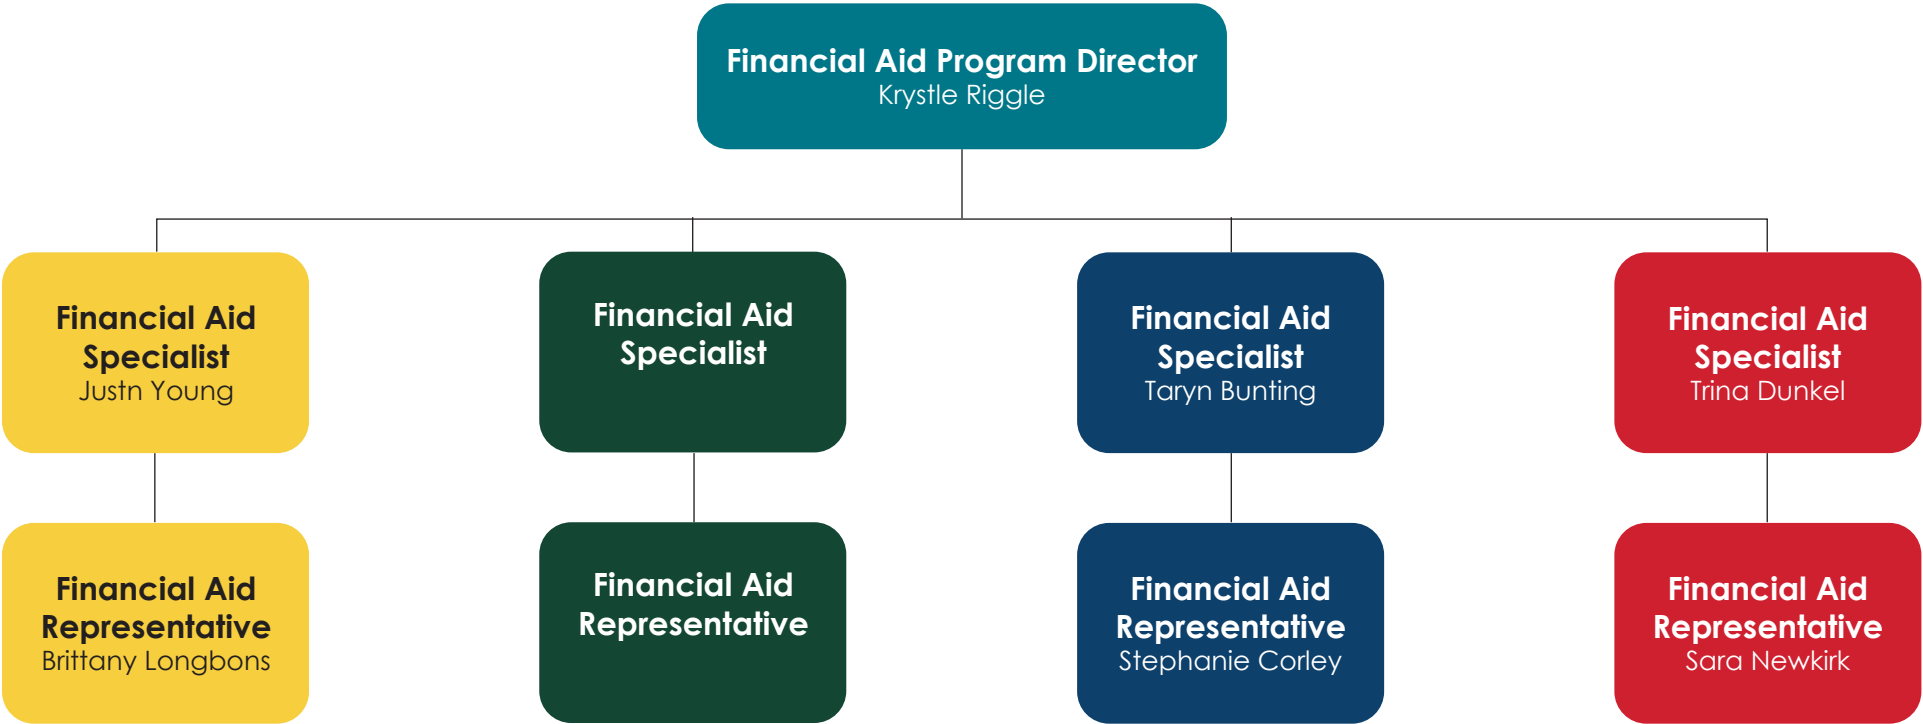 Financial Aid Program Director
Krystle Riggle
Financial Aid
Specialist
Justn Young
Financial Aid
Specialist
Financial Aid
Specialist
Taryn Bunting
Financial Aid
Specialist
Trina Dunkel
Financial Aid
Representative
Brittany Longbons
Financial Aid
Representative
Financial Aid
Representative
Stephanie Corley
Financial Aid
Representative
Sara Newkirk